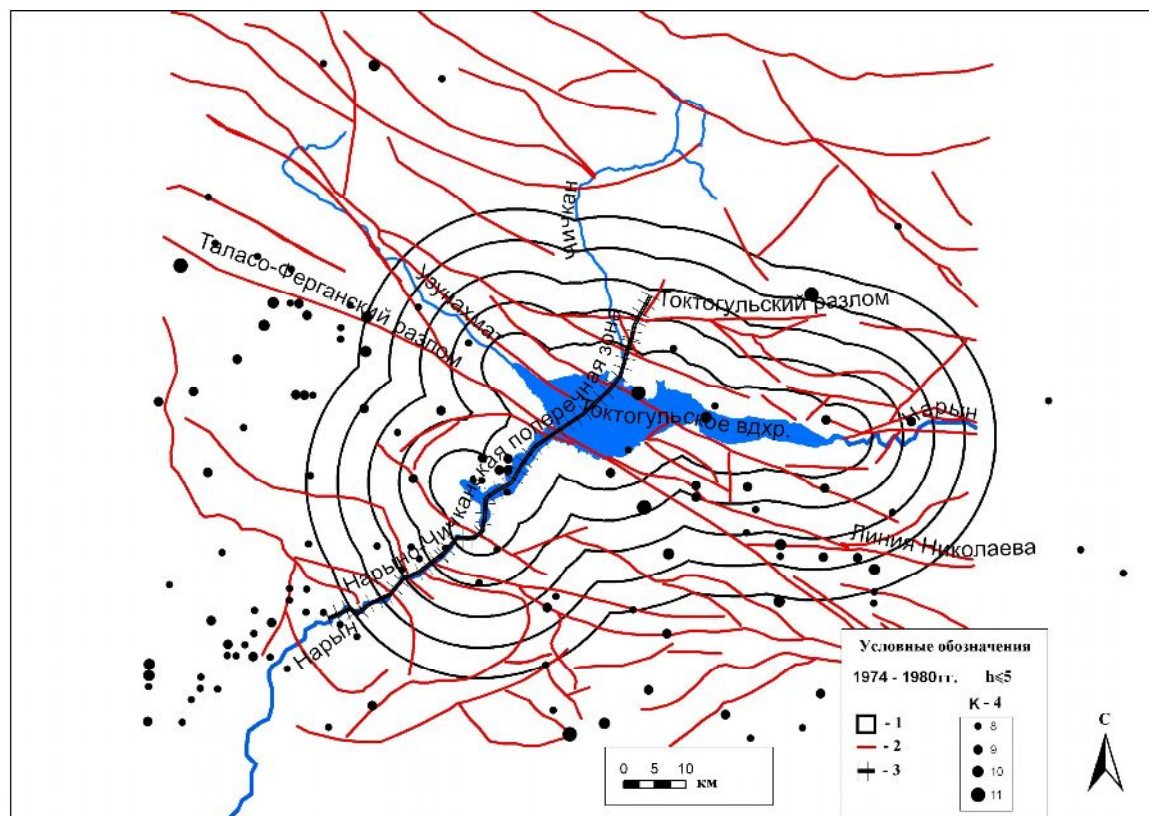 Чичкан
Таласо-Ферганский разлом
Узунахмат
Токтогульский разлом
Нарыно-Чичканская поперечная зона
Токтогульское вдхр.
Нарын
Линия Николаева
Нарын
Условные обозначения
1974 - 1980гг. h≤5
К - 4
- 1
- 2
- 3
8
9
10
11
0 5 10
км
С